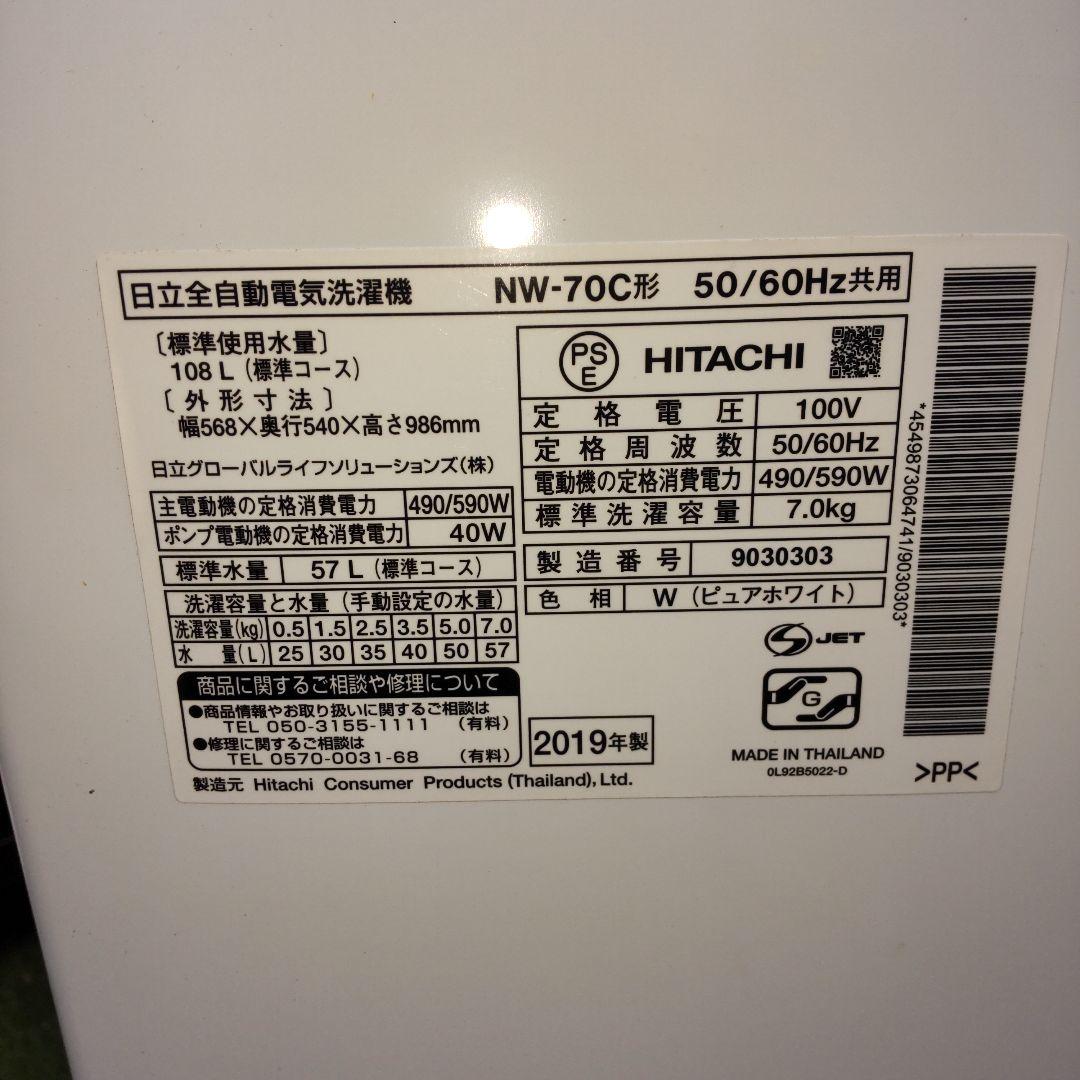 日立全自動電気洗濯機 NW-70C形 50/60Hz共用
〔標準使用水量〕
108 L（標準コース）
〔外形寸法〕
幅568×奥行540×高さ986mm
日立グローバルライフソリューションズ（株）
主電動機の定格消費電力 490/590W
ポンプ電動機の定格消費電力 40W
標準水量 57 L（標準コース）
洗濯容量と水量（手動設定の水量）
洗濯容量(kg) 0.5 1.5 2.5 3.5 5.0 7.0
水量(L) 25 30 35 40 50 57
商品に関するご相談や修理について
●商品情報やお取り扱いに関するご相談は
TEL 050-3155-1111 （有料）
●修理に関するご相談は
TEL 0570-0031-68 （有料）
製造元 Hitachi Consumer Products (Thailand), Ltd.
PS
E
HITACHI
定格電圧 100V
定格周波数 50/60Hz
電動機の定格消費電力 490/590W
標準洗濯容量 7.0kg
製造番号 9030303
色相 W（ピュアホワイト）
JET
G
2019年製
MADE IN THAILAND
0L92B5022-D
>PP<
*4549873064741/9030303*